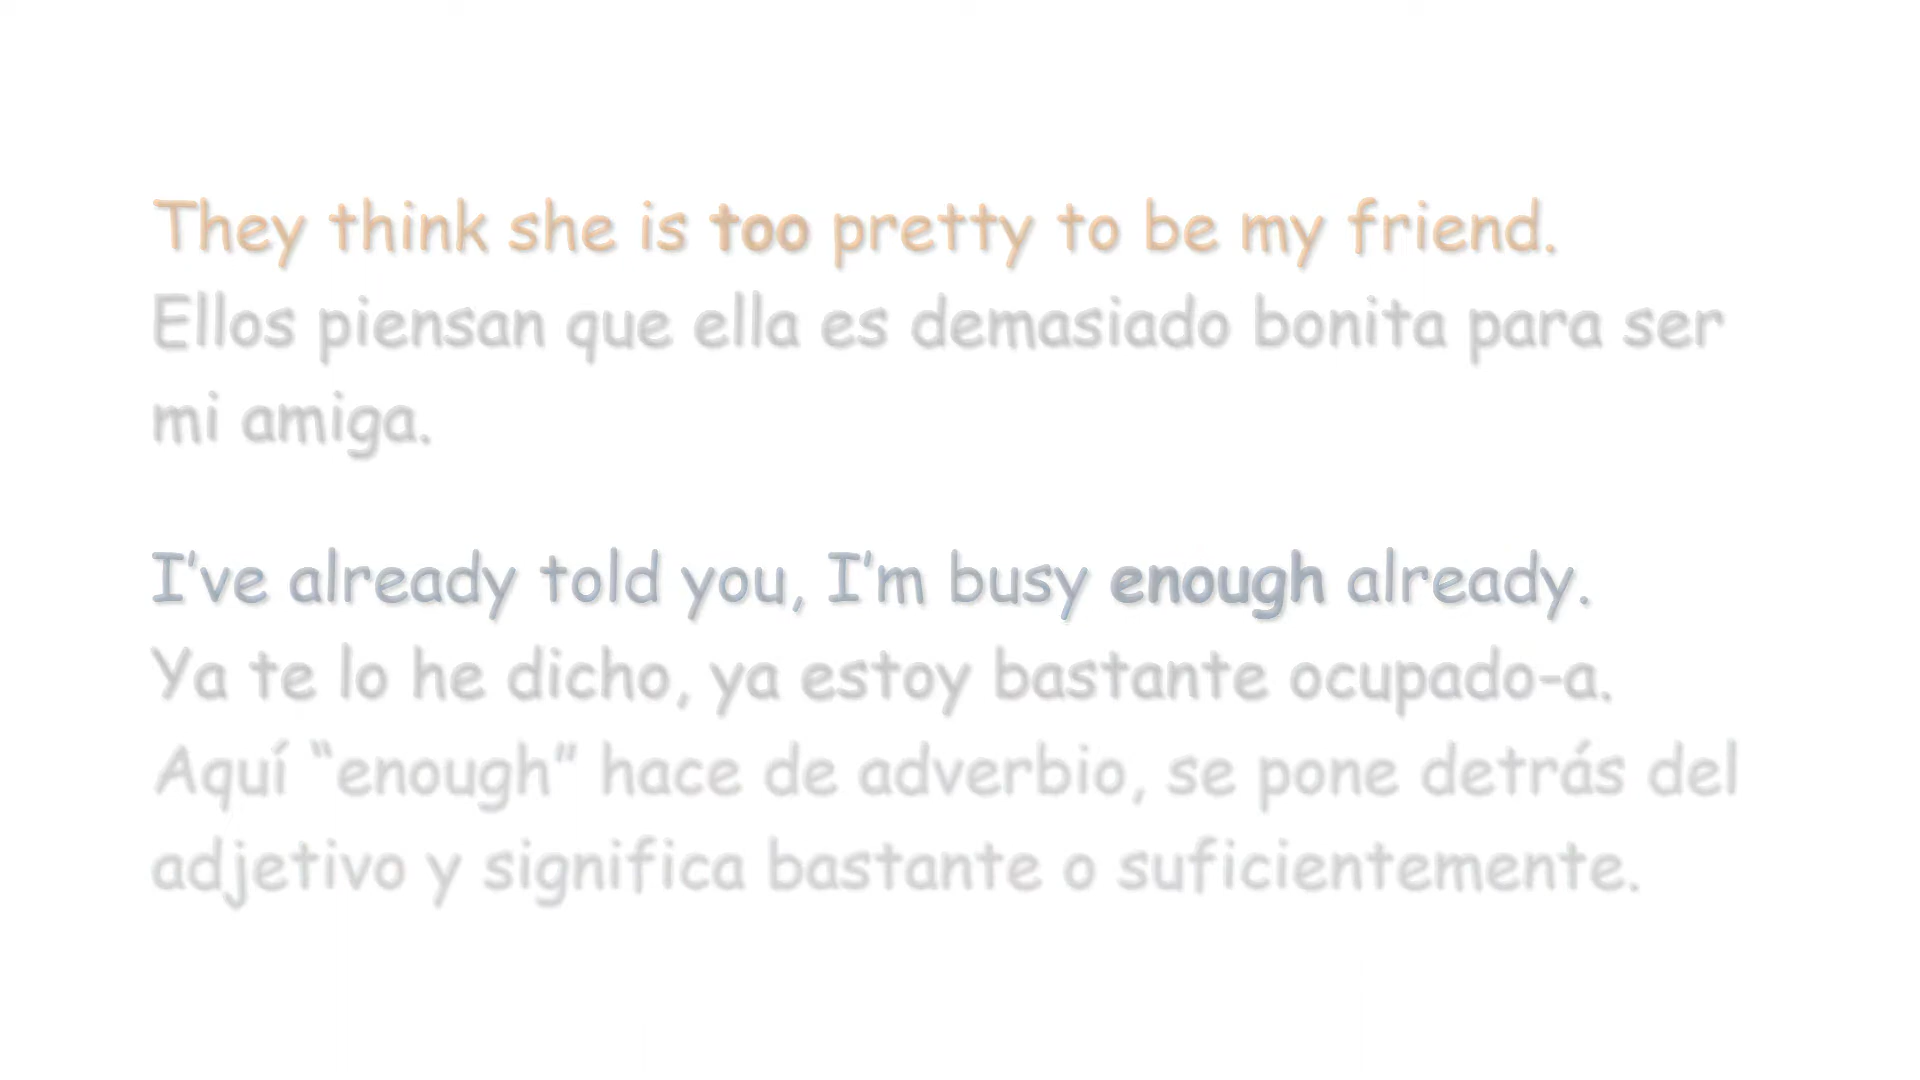 They think she is too pretty to be my friend.
Ellos piensan que ella es demasiado bonita para ser
mi amiga.
I’ve already told you, I’m busy enough already.
Ya te lo he dicho, ya estoy bastante ocupado-a.
Aquí “enough” hace de adverbio, se pone detrás del
adjetivo y significa bastante o suficientemente.